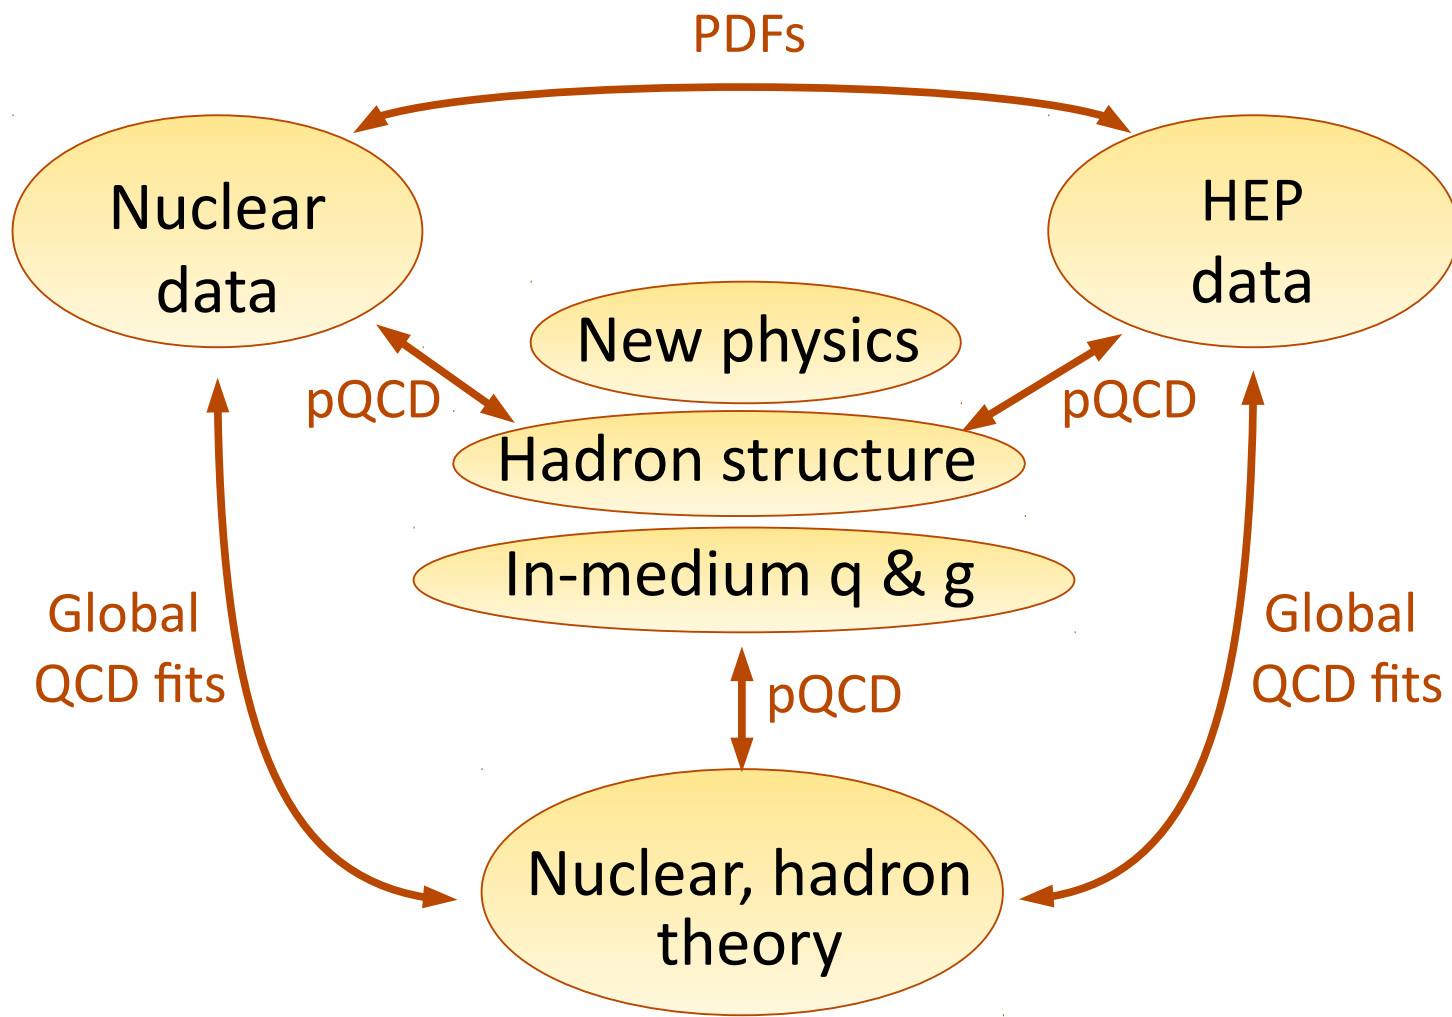 PDFs
Nuclear
data
HEP
data
New physics
pQCD
pQCD
Hadron structure
In-medium q & g
Global
QCD fits
Global
QCD fits
pQCD
Nuclear, hadron
theory